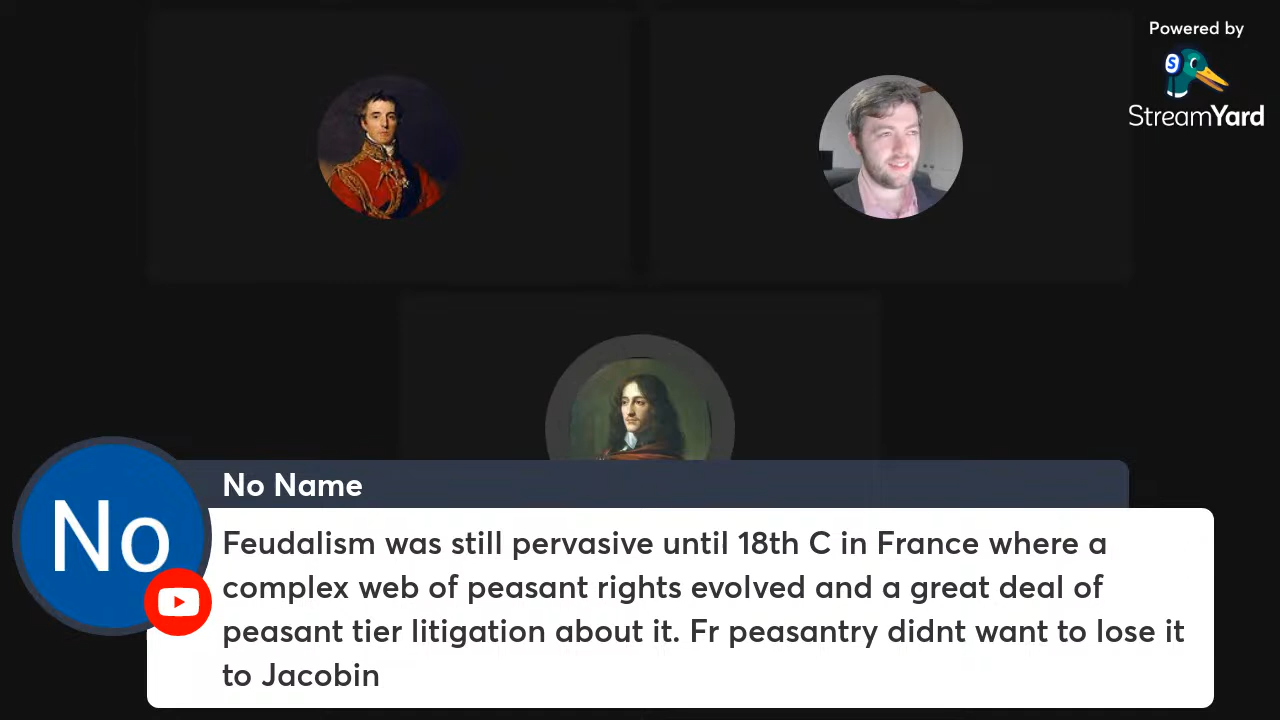 Powered by
S
StreamYard
No
No Name
Feudalism was still pervasive until 18th C in France where a
complex web of peasant rights evolved and a great deal of
peasant tier litigation about it. Fr peasantry didnt want to lose it
to Jacobin